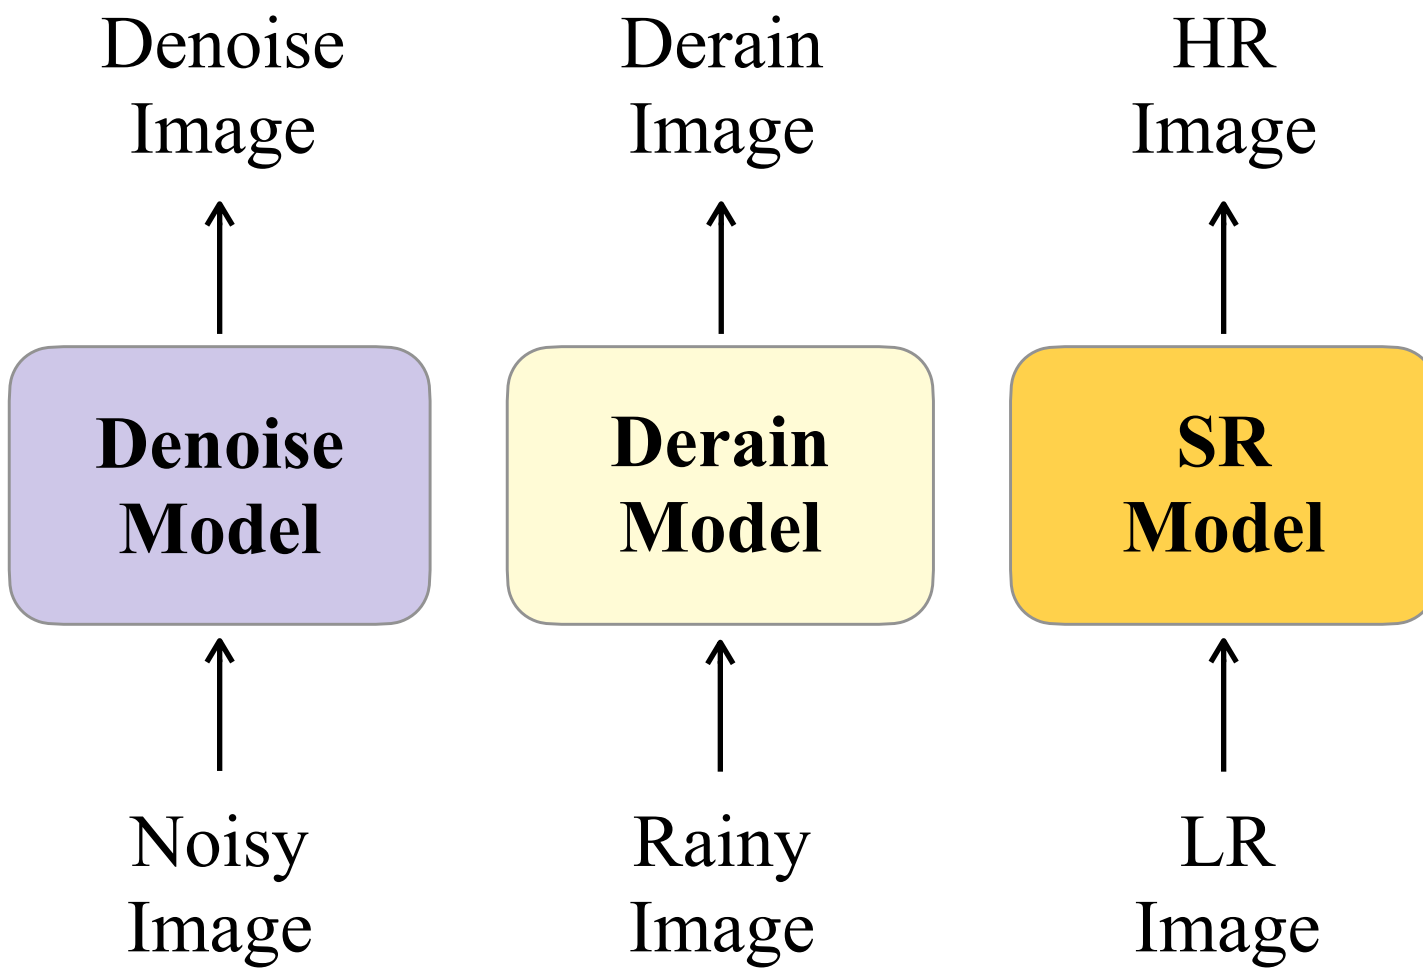 Denoise
Image
Derain
Image
HR
Image
Denoise
Model
Derain
Model
SR
Model
Noisy
Image
Rainy
Image
LR
Image